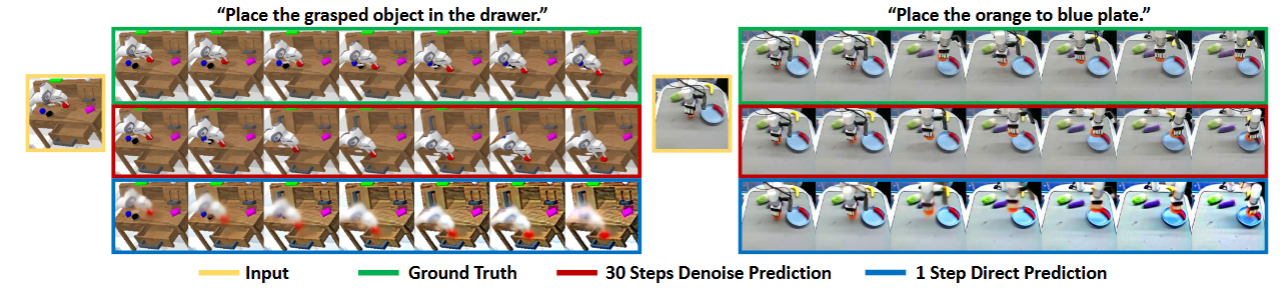 “Place the grasped object in the drawer.”
“Place the orange to blue plate.”
Input
Ground Truth
30 Steps Denoise Prediction
1 Step Direct Prediction